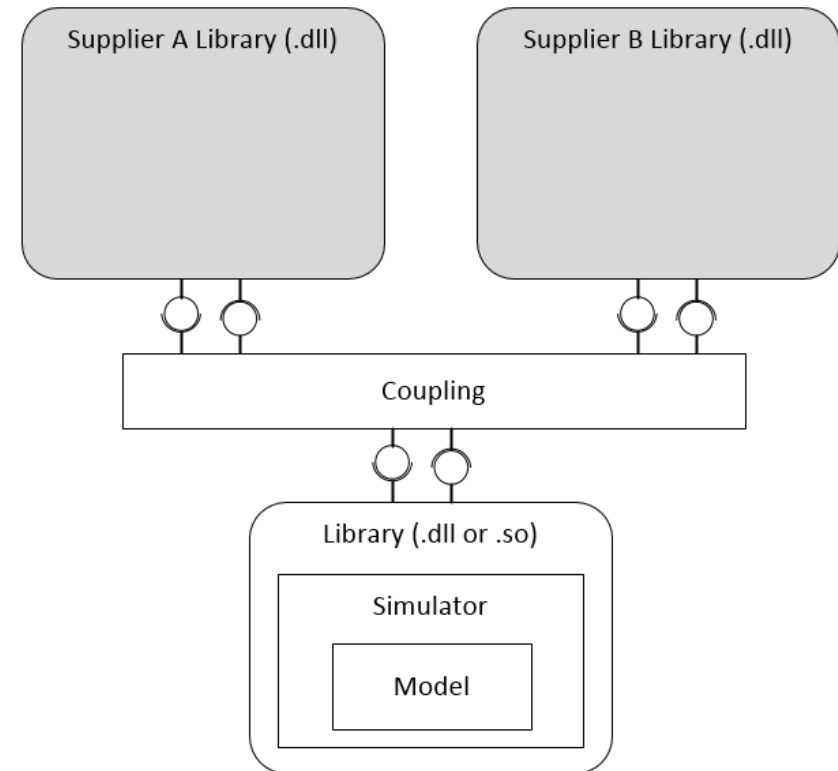 Supplier A Library (.dll)
Supplier B Library (.dll)
Coupling
Library (.dll or .so)
Simulator
Model